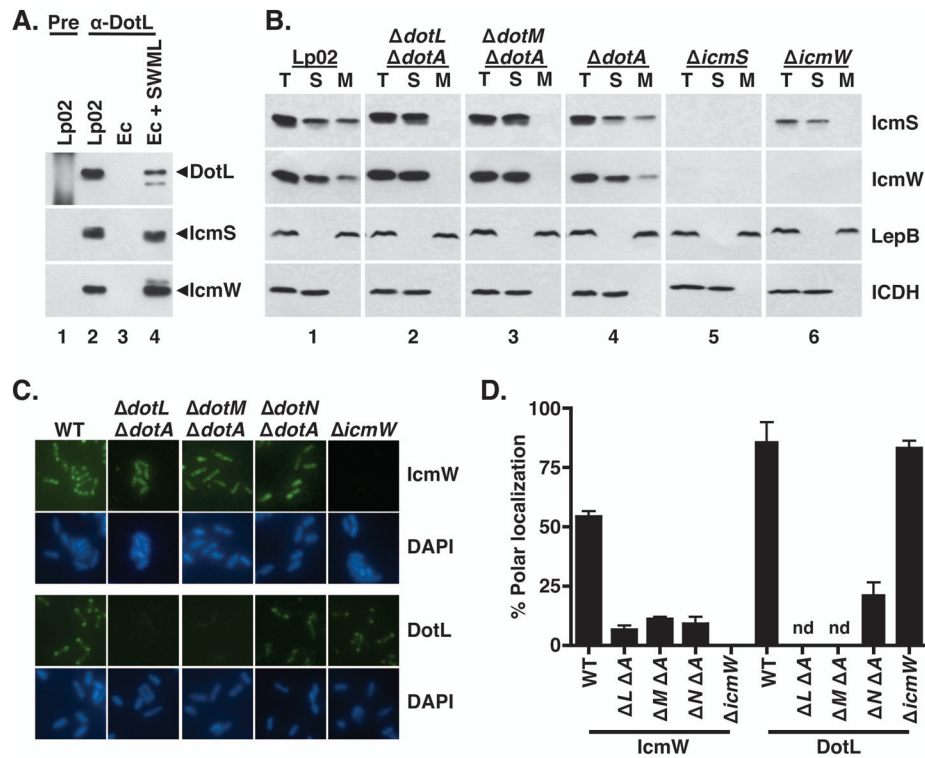 A.
Pre α-DotL
Lp02
Lp02
Ec
Ec + SWML
◄DotL
◄IcmS
◄IcmW
1 2 3 4
B.
Lp02 ΔdotL ΔdotA ΔdotM ΔdotA ΔdotA ΔicmS ΔicmW
T S M T S M T S M T S M T S M T S M
IcmS
IcmW
LepB
ICDH
1 2 3 4 5 6
C.
WT ΔdotL ΔdotA ΔdotM ΔdotA ΔdotN ΔdotA ΔicmW
IcmW
DAPI
DotL
DAPI
D.
% Polar localization
100
75
50
25
0
nd nd
WT ΔL ΔA ΔM ΔA ΔN ΔA ΔicmW WT ΔL ΔA ΔM ΔA ΔN ΔA ΔicmW
IcmW DotL